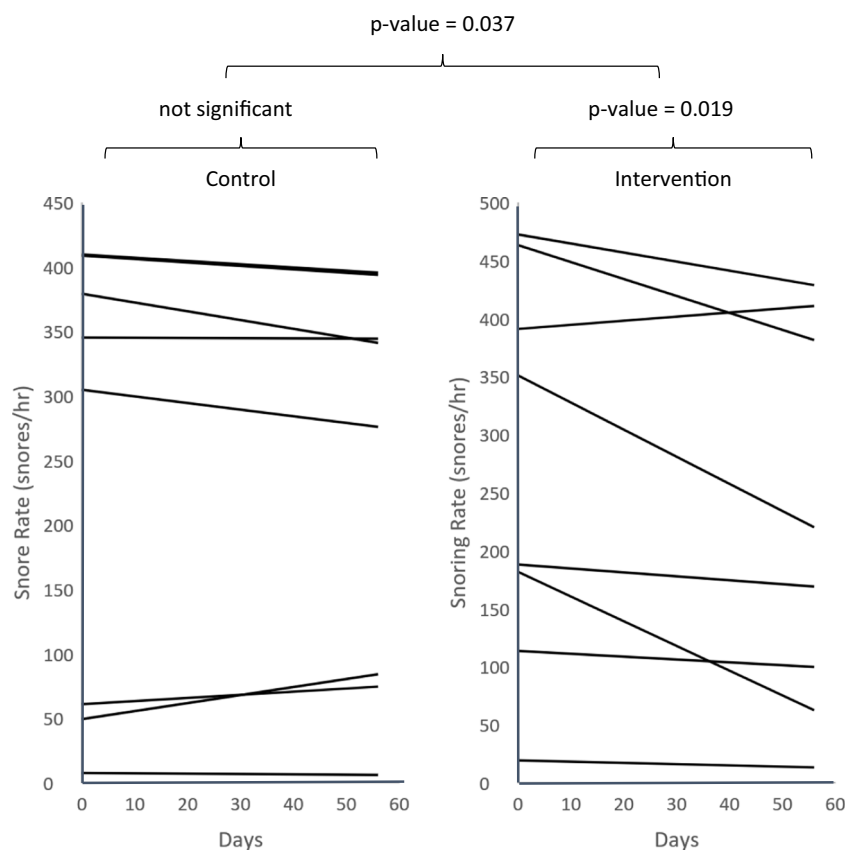 p-value = 0.037
not significant
p-value = 0.019
Control
Intervention
Snore Rate (snores/hr)
450
400
350
300
250
200
150
100
50
0
0 10 20 30 40 50 60
Days
Snoring Rate (snores/hr)
500
450
400
350
300
250
200
150
100
50
0
0 10 20 30 40 50 60
Days